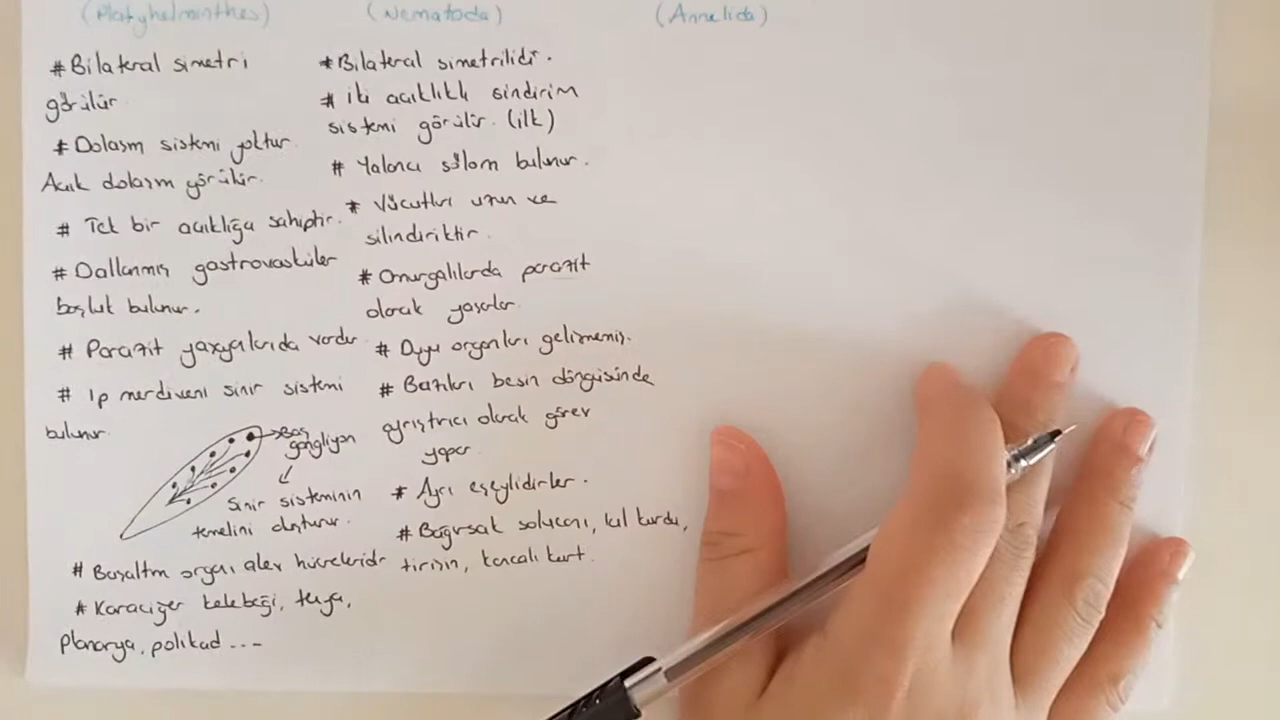 (Platyhelminthes)
# Bilateral simetri
görülür.
# Dolaşım sistemi yoktur.
Açık dolaşım görülür.
# Tek bir açıklığa sahiptir.
# Dallanmış gastrovasküler
boşluk bulunur.
# Parazit yaşayanlarıda vardır
# İp merdiveni sinir sistemi
bulunur.
Baş
gangliyon
Sinir sisteminin
temelini oluşturur.
# Boşaltım organı alev hücreleridir
# Karaciğer kelebeği, tenya,
planarya, polikad ...
(Nematoda)
# Bilateral simetrilidir.
# İki açıklıklı sindirim
sistemi görülür. (ilk)
# Yalancı sölom bulunur.
# Vücutları uzun ve
silindiriktir.
# Omurgalılarda parazit
olarak yaşarlar.
# Duyu organları gelişmemiş.
# Bazıları besin döngüsünde
ayrıştırıcı olarak görev
yapar
# Ayrı eşeylidirler.
# Bağırsak solucanı, kıl kurdu,
tirişin, kancalı kurt.
(Annelida)